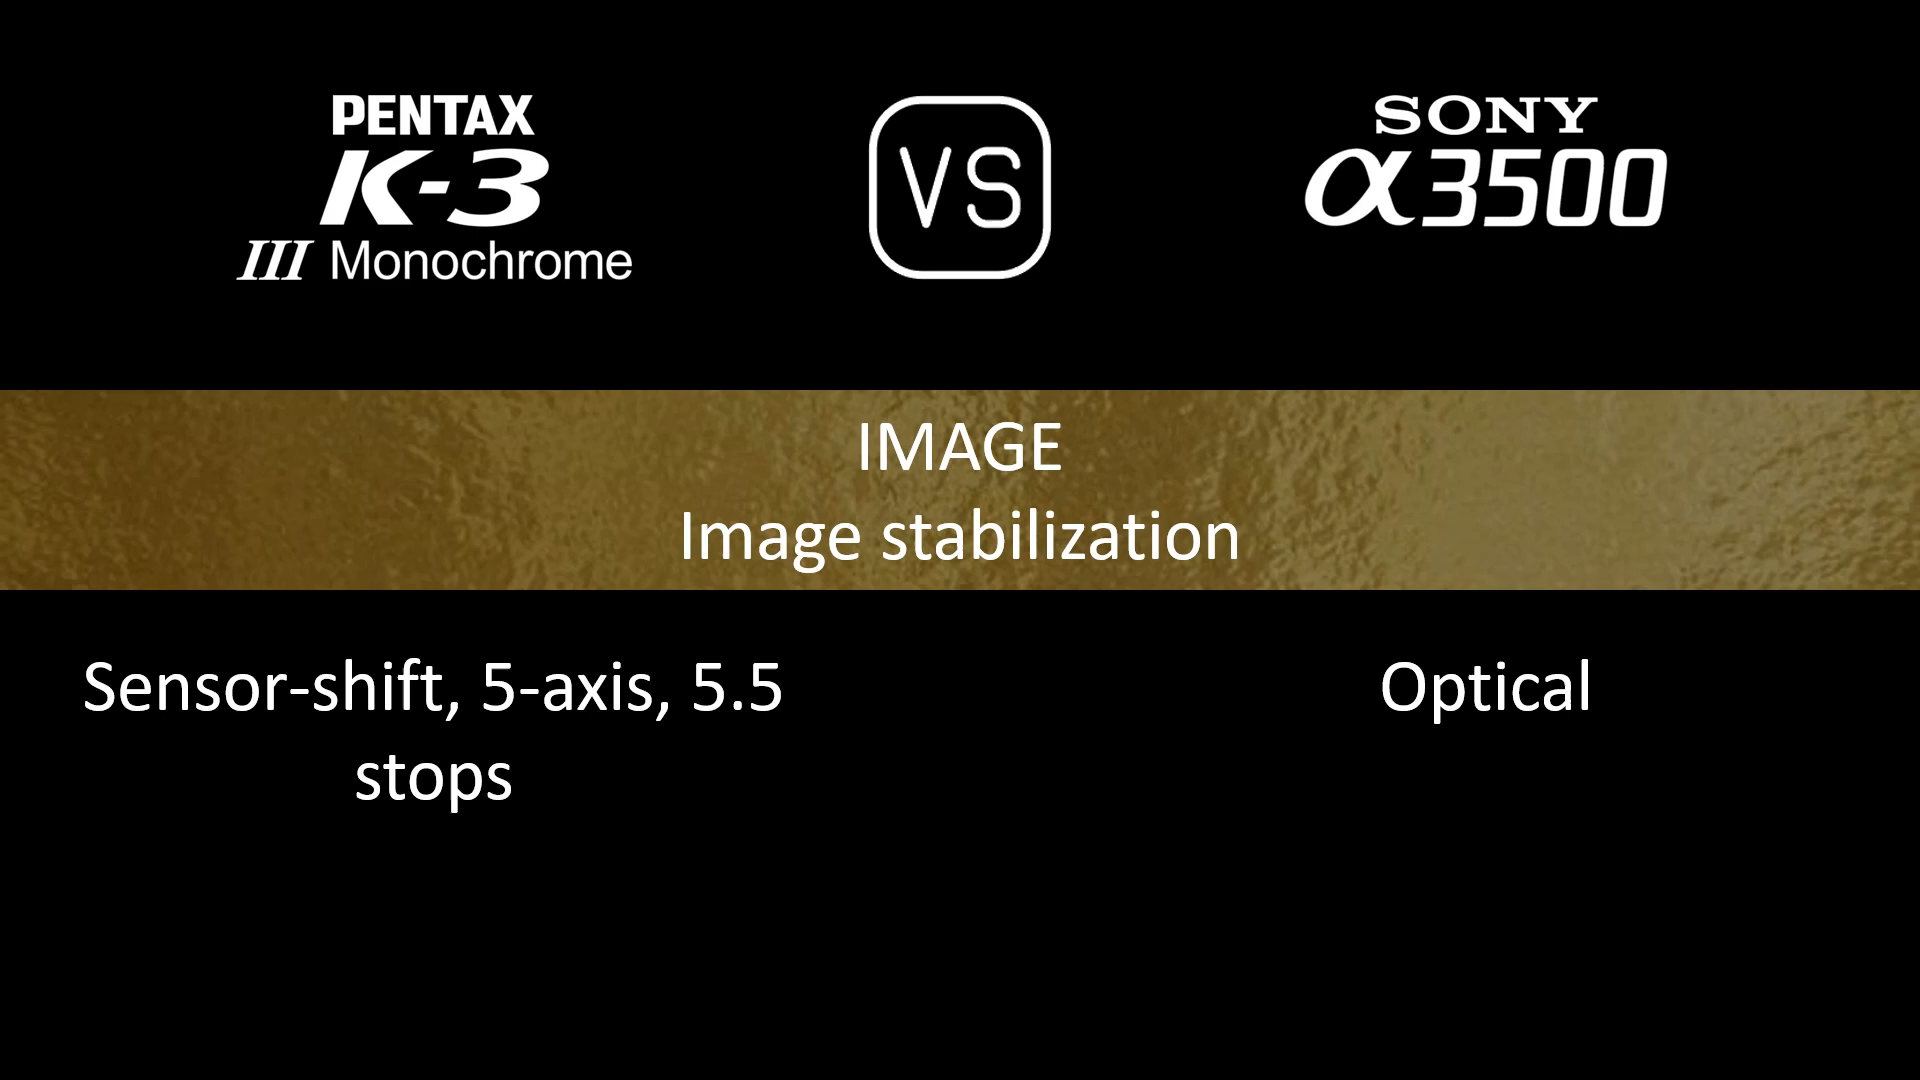 PENTAX
K-3
III Monochrome
VS
SONY
α3500
IMAGE
Image stabilization
Sensor-shift, 5-axis, 5.5
stops
Optical